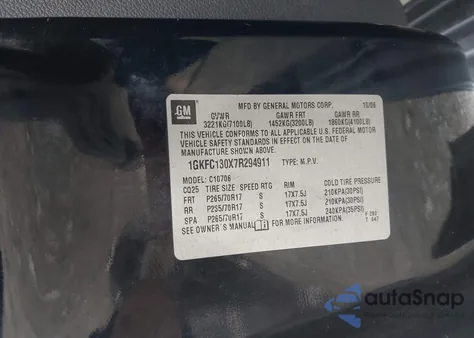 GM
MFD BY GENERAL MOTORS CORP. 10/06
GVWR GAWR FRT GAWR RR
3221KG(7100LB) 1452KG(3200LB) 1860KG(4100LB)
THIS VEHICLE CONFORMS TO ALL APPLICABLE U.S. FEDERAL MOTOR
VEHICLE SAFETY STANDARDS IN EFFECT ON THE DATE OF
MANUFACTURE SHOWN ABOVE.
1GKFC130X7R294911 TYPE: M.P.V.
MODEL: C10706
TIRE SIZE SPEED RTG RIM COLD TIRE PRESSURE
FRT P265/70R17 S 17X7.5J 210KPA(30PSI)
RR P265/70R17 S 17X7.5J 210KPA(30PSI)
SPA P265/70R17 S 17X7.5J 240KPA(35PSI)
SEE OWNER'S MANUAL FOR MORE INFORMATION.
autoSnap